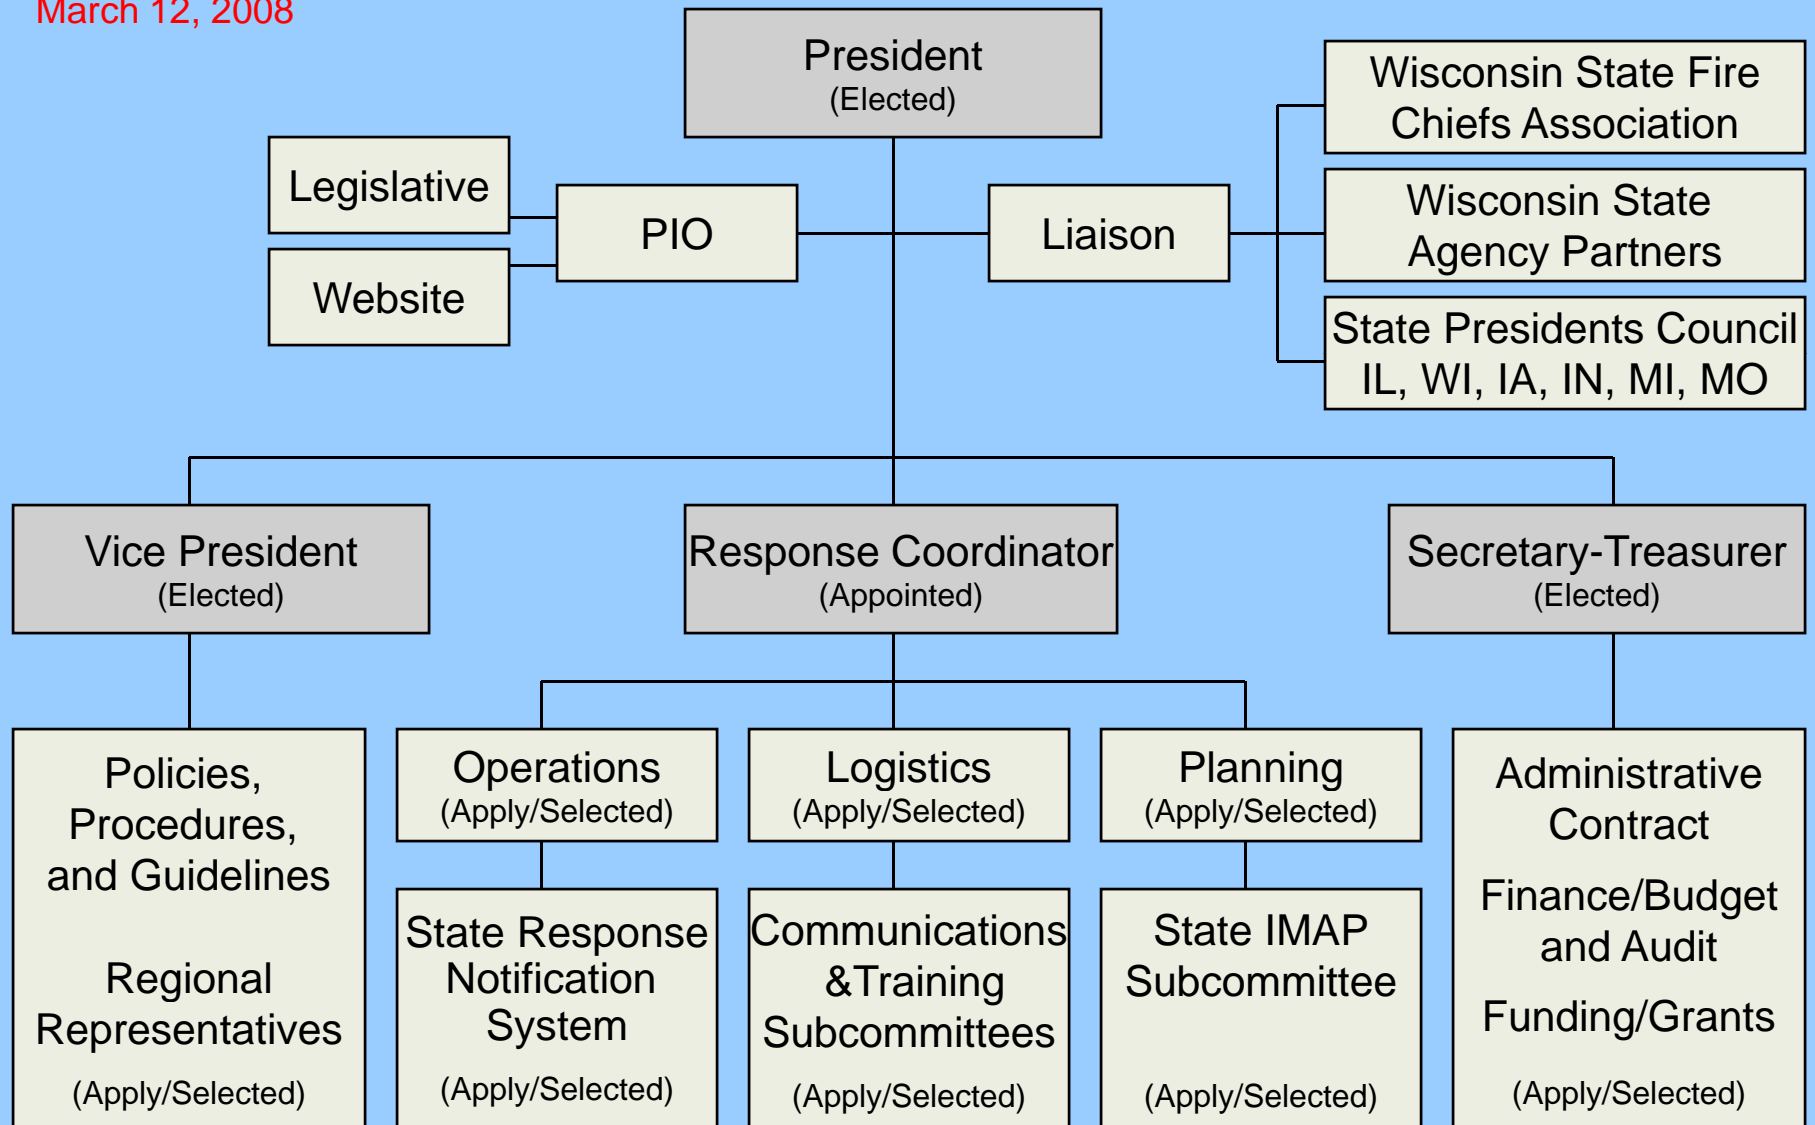 March 12, 2008
President
(Elected)
Wisconsin State Fire
Chiefs Association
Legislative
Wisconsin State
Agency Partners
PIO
Liaison
Website
State Presidents Council
IL, WI, IA, IN, MI, MO
Vice President
(Elected)
Response Coordinator
(Appointed)
Secretary-Treasurer
(Elected)
Policies,
Procedures,
and Guidelines
Regional
Representatives
(Apply/Selected)
Operations
(Apply/Selected)
State Response
Notification
System
(Apply/Selected)
Logistics
(Apply/Selected)
Communications
&Training
Subcommittees
(Apply/Selected)
Planning
(Apply/Selected)
State IMAP
Subcommittee
(Apply/Selected)
Administrative
Contract
Finance/Budget
and Audit
Funding/Grants
(Apply/Selected)